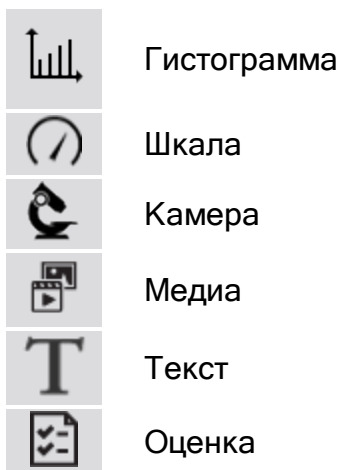 Гистограмма
Шкала
Камера
Медиа
Текст
Оценка